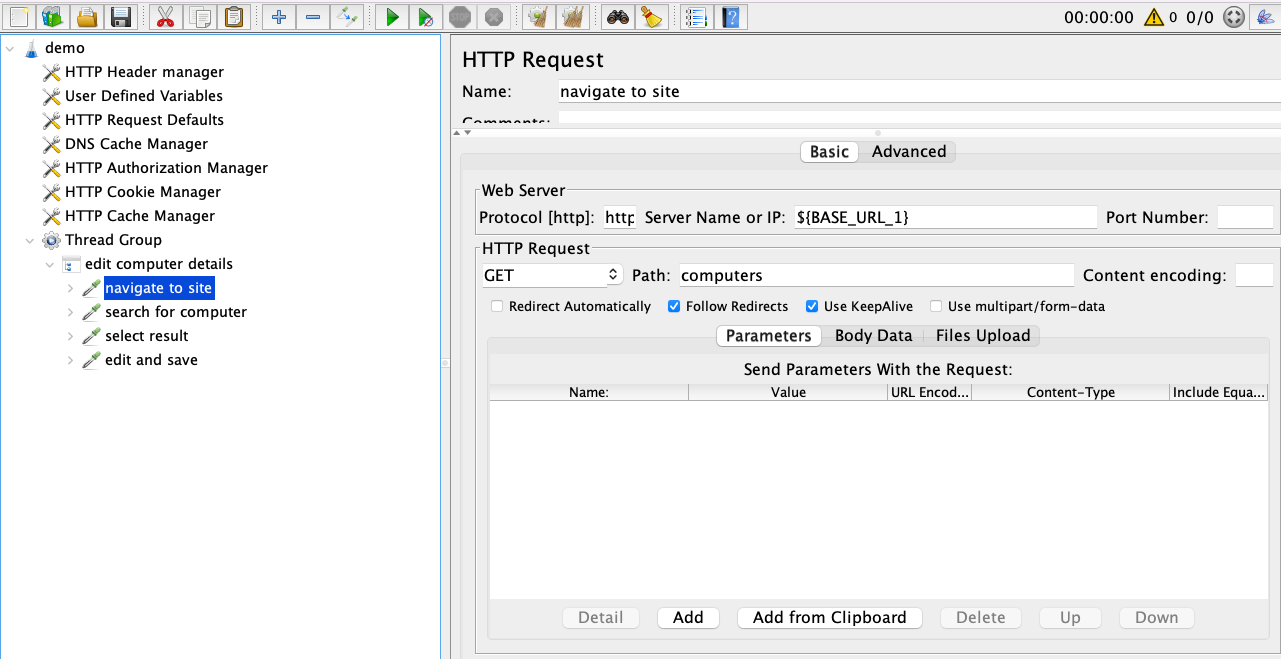 00:00:00 0 0/0
STOP
demo
HTTP Header manager
User Defined Variables
HTTP Request Defaults
DNS Cache Manager
HTTP Authorization Manager
HTTP Cookie Manager
HTTP Cache Manager
Thread Group
edit computer details
navigate to site
search for computer
select result
edit and save
HTTP Request
Name: navigate to site
Comments:
Basic Advanced
Web Server
Protocol [http]: http Server Name or IP: ${BASE_URL_1} Port Number:
HTTP Request
GET Path: computers Content encoding:
Redirect Automatically Follow Redirects Use KeepAlive Use multipart/form-data
Parameters Body Data Files Upload
Send Parameters With the Request:
Name: Value URL Encod... Content-Type Include Equa...
Detail Add Add from Clipboard Delete Up Down